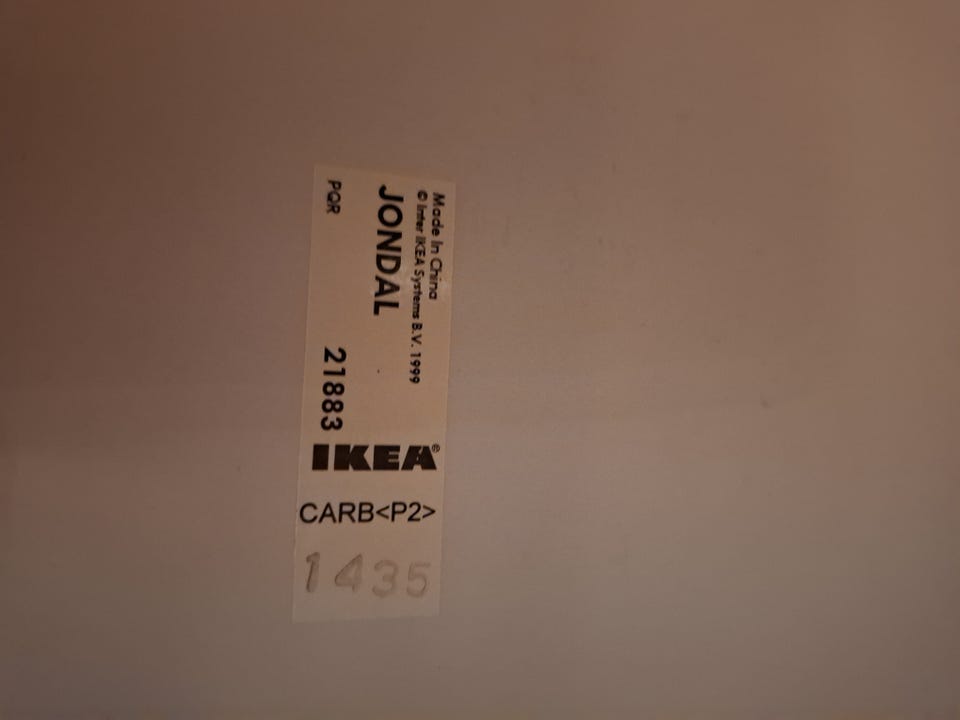 Made in China
© Inter IKEA Systems B.V. 1999
JONDAL
PQR 21883
IKEA®
CARB<P2>
1435